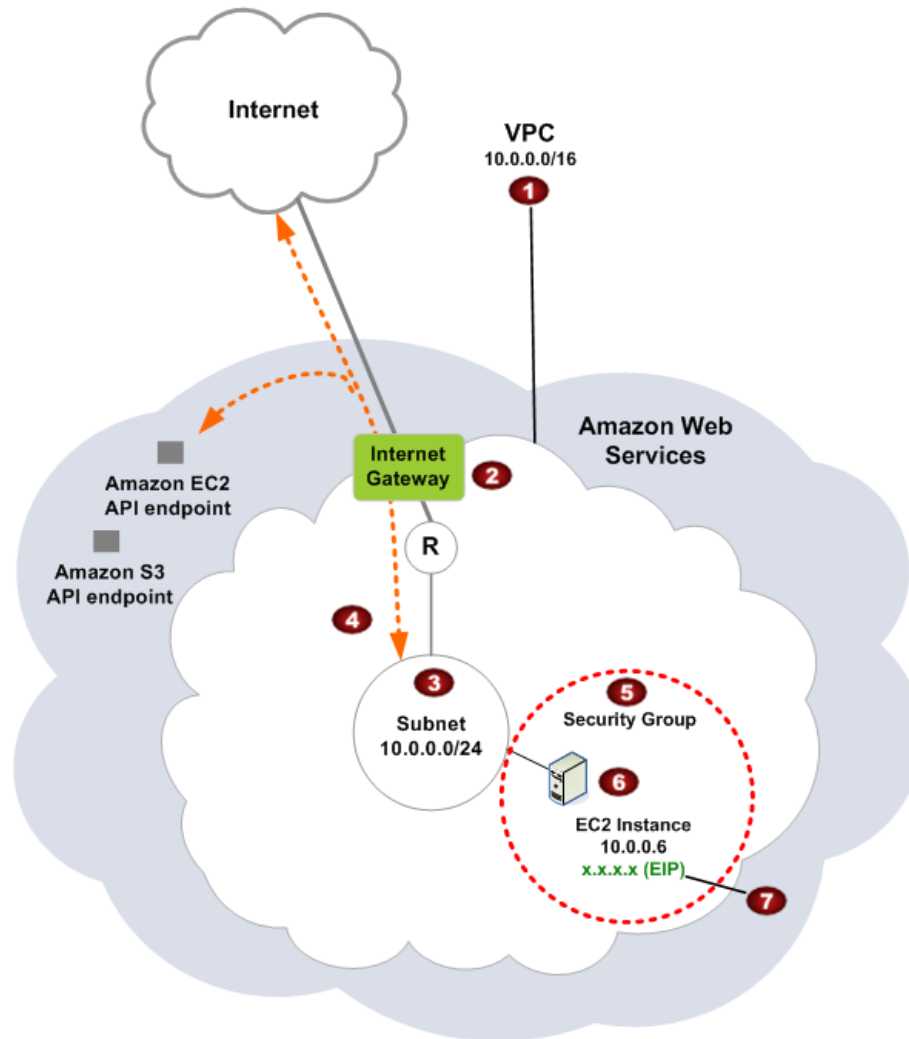 Internet
VPC
10.0.0.0/16
1
Amazon Web
Services
Internet
Gateway
2
Amazon EC2
API endpoint
R
Amazon S3
API endpoint
4
3
Subnet
10.0.0.0/24
5
Security Group
6
EC2 Instance
10.0.0.6
x.x.x.x (EIP)
7